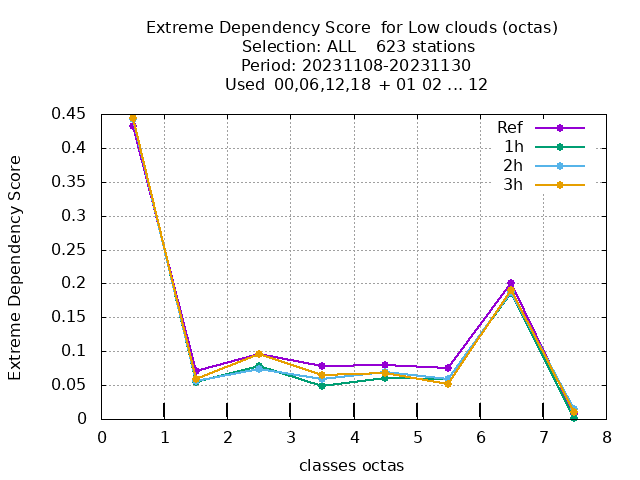 Extreme Dependency Score  for Low clouds (octas)
Selection: ALL    623 stations
Period: 20231108-20231130
Used  00,06,12,18  + 01 02 ... 12
Extreme Dependency Score
0.45
0.4
0.35
0.3
0.25
0.2
0.15
0.1
0.05
0
Ref
1h
2h
3h
0 1 2 3 4 5 6 7 8
classes octas